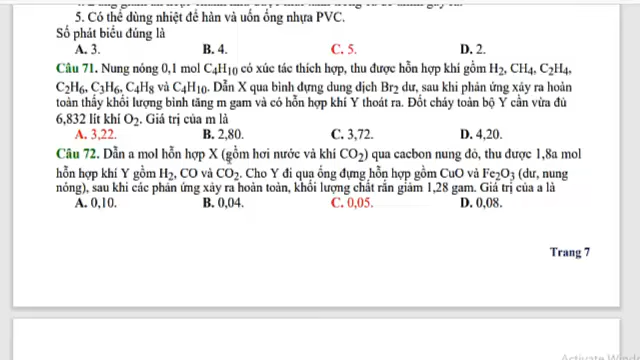 5. Có thể dùng nhiệt để hàn và uốn ống nhựa PVC.
Số phát biểu đúng là
A. 3. B. 4. C. 5. D. 2.
Câu 71. Nung nóng 0,1 mol C4H10 có xúc tác thích hợp, thu được hỗn hợp khí gồm H2, CH4, C2H4,
C2H6, C3H6, C4H8 và C4H10. Dẫn X qua bình đựng dung dịch Br2 dư, sau khi phản ứng xảy ra hoàn
toàn thấy khối lượng bình tăng m gam và có hỗn hợp khí Y thoát ra. Đốt cháy toàn bộ Y cần vừa đủ
6,832 lít khí O2. Giá trị của m là
A. 3,22. B. 2,80. C. 3,72. D. 4,20.
Câu 72. Dẫn a mol hỗn hợp X (gồm hơi nước và khí CO2) qua cacbon nung đỏ, thu được 1,8a mol
hỗn hợp khí Y gồm H2, CO và CO2. Cho Y đi qua ống đựng hỗn hợp gồm CuO và Fe2O3 (dư, nung
nóng), sau khi các phản ứng xảy ra hoàn toàn, khối lượng chất rắn giảm 1,28 gam. Giá trị của a là
A. 0,10. B. 0,04. C. 0,05. D. 0,08.
Trang 7